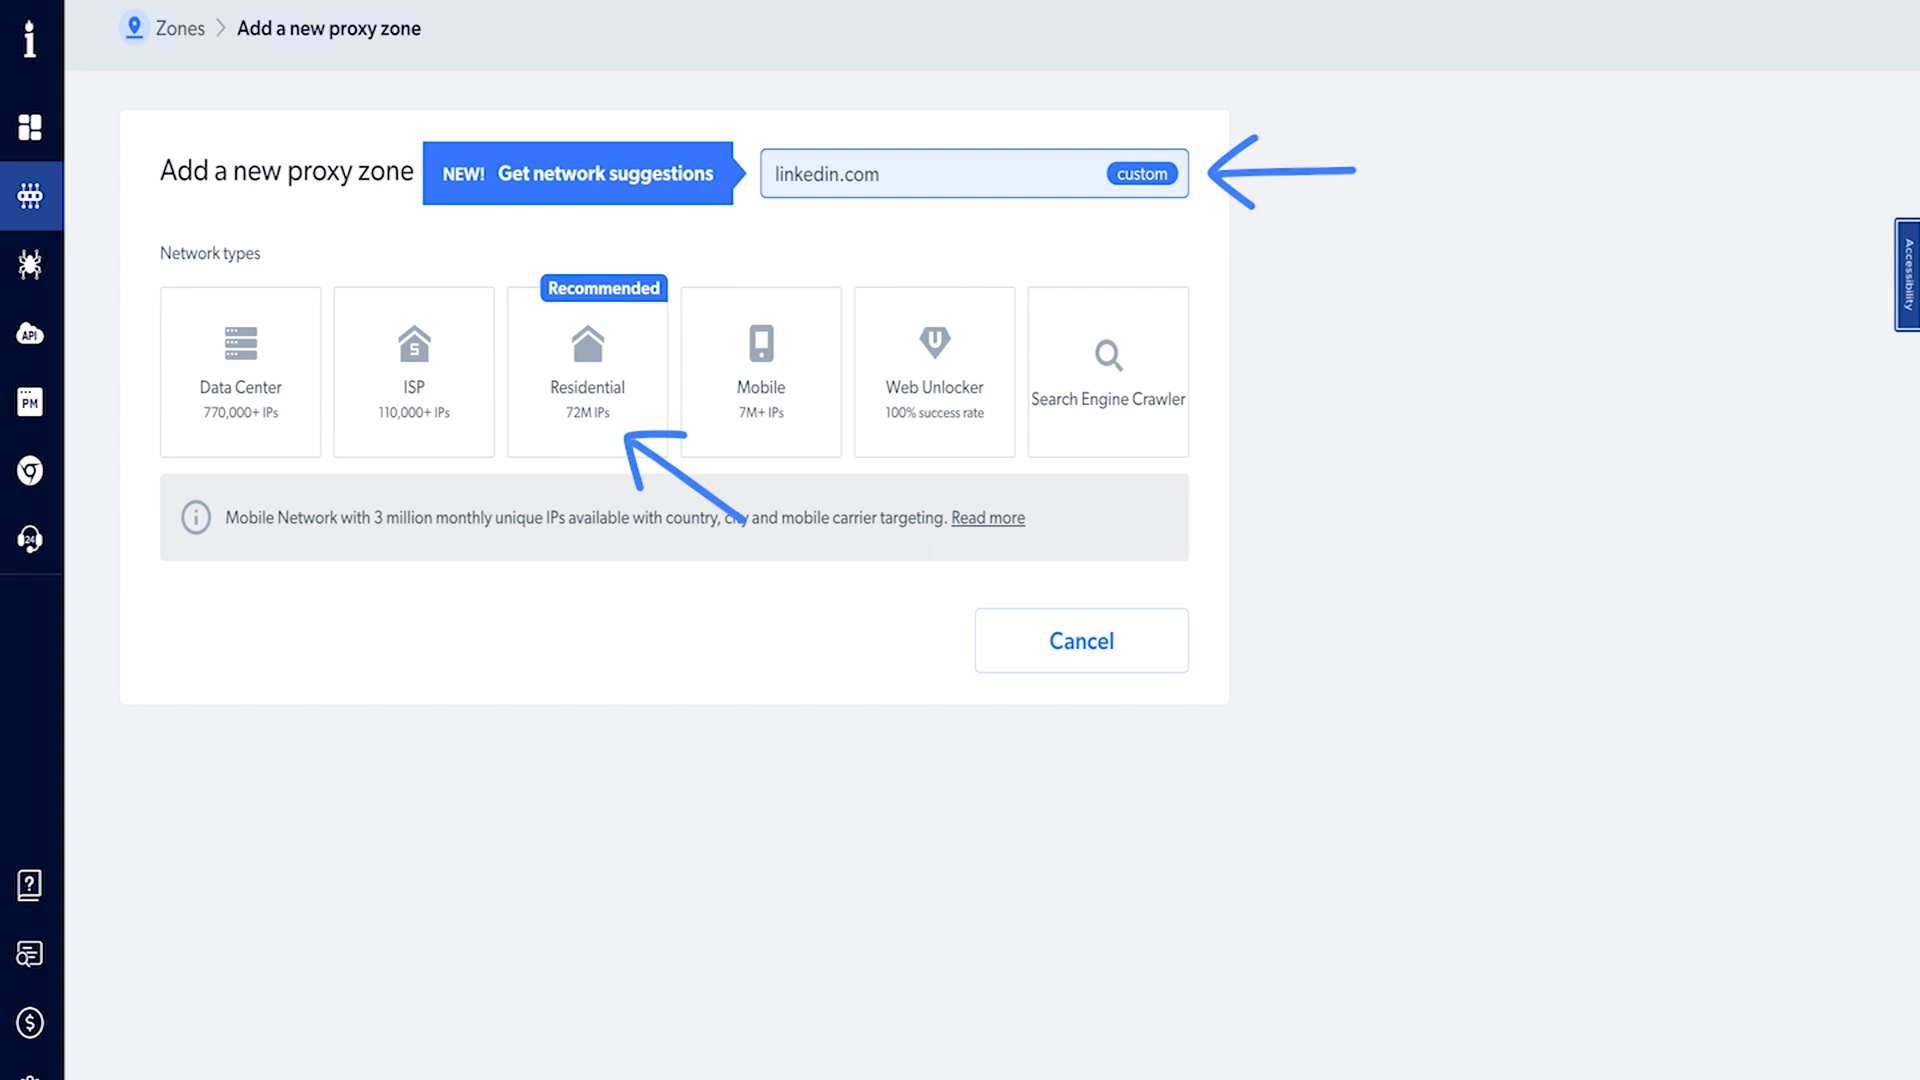 Zones > Add a new proxy zone
Add a new proxy zone
NEW! Get network suggestions
linkedin.com
custom
Accessibility
Network types
Recommended
Data Center
770,000+ IPs
ISP
110,000+ IPs
Residential
72M IPs
Mobile
7M+ IPs
Web Unlocker
100% success rate
Search Engine Crawler
Mobile Network with 3 million monthly unique IPs available with country, city and mobile carrier targeting. Read more
Cancel
API
PM
24